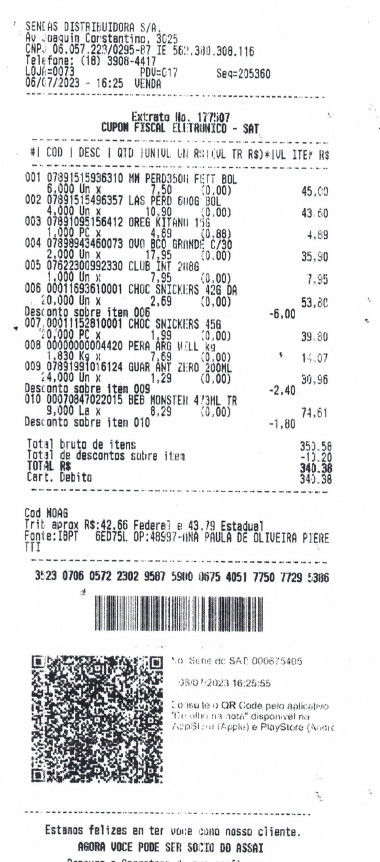 SENDAS DISTRIBUIDORA S/A.
Av Joaquin Constantino, 3025
CNPJ 06.057.223/0295-87 IE 562.380.308.116
Telefone: (18) 3908-4417
LOJA=0073 PDV=017 Seq=205360
06/07/2023 - 16:25 VENDA
Extrato No. 177507
CUPOM FISCAL ELETRONICO - SAT
#| COD | DESC | QTD |UN|VL UN R$|(VL TR R$)*|VL ITEM R$
001 07891515936310 MM PERD350H FETT BOL
6,000 Un x 7,50 (0,00) 45,00
002 07891515496357 LAS PERD 600G BOL
4,000 Un x 10,90 (0,00) 43,60
003 07891095156412 OREG KITANO 15G
1,000 PC x 4,89 (0,88) 4,89
004 07898943460073 OVO BCO GRANDE C/30
2,000 Un x 17,95 (0,00) 35,90
005 07622300992330 CLUB INT 288G
1,000 Un x 7,95 (0,00) 7,95
006 00011693610001 CHOC SNICKERS 42G DA
20,000 Un x 2,69 (0,00) 53,80
Desconto sobre item 006 -6,00
007 00011152810001 CHOC SNICKERS 45G
20,000 PC x 1,99 (0,00) 39,80
008 00000000004420 PERA ARG WILL kg
1,830 Kg x 7,69 (0,00) 14,07
009 07891991016124 GUAR ANT ZERO 200ML
24,000 Un x 1,29 (0,00) 30,96
Desconto sobre item 009 -2,40
010 00070847022015 BEB MONSTER 473ML TR
9,000 La x 8,29 (0,00) 74,61
Desconto sobre item 010 -1,80
Total bruto de itens 350.58
Total de descontos sobre item -10.20
TOTAL R$ 340.38
Cart. Debito 340.38
Cod NOAG
Trib aprox R$:42.66 Federal e 43.79 Estadual
Fonte:IBPT 6ED75L OP:48997-ANA PAULA DE OLIVEIRA PIERE
TTI
3523 0706 0572 2302 9587 5900 0675 4051 7750 7729 5386
No. Serie do SAT 000675405
06/07/2023 16:25:55
Consulte o QR Code pelo aplicativo
"De olho na nota" disponivel na
AppStore (Apple) e PlayStore (Andro
Estamos felizes en ter voce como nosso cliente.
AGORA VOCE PODE SER SOCIO DO ASSAI